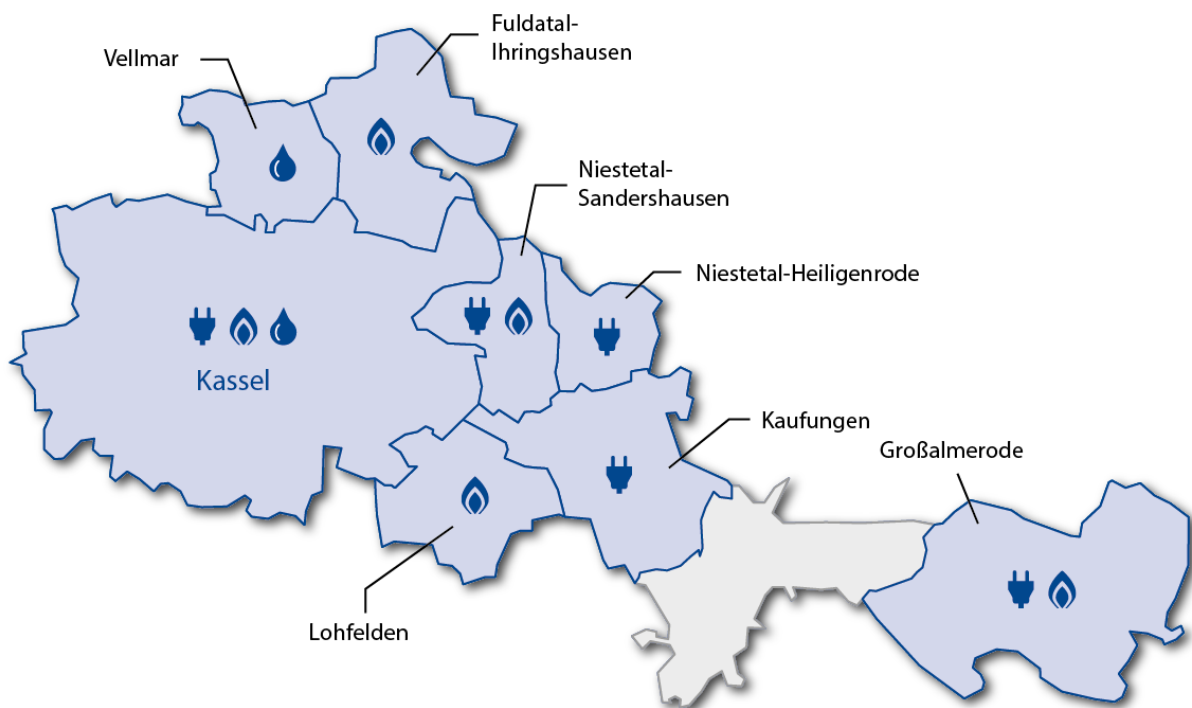 Fuldatal-
Ihringshausen
Vellmar
Niestetal-
Sandershausen
Niestetal-Heiligenrode
Kassel
Kaufungen
Großalmerode
Lohfelden